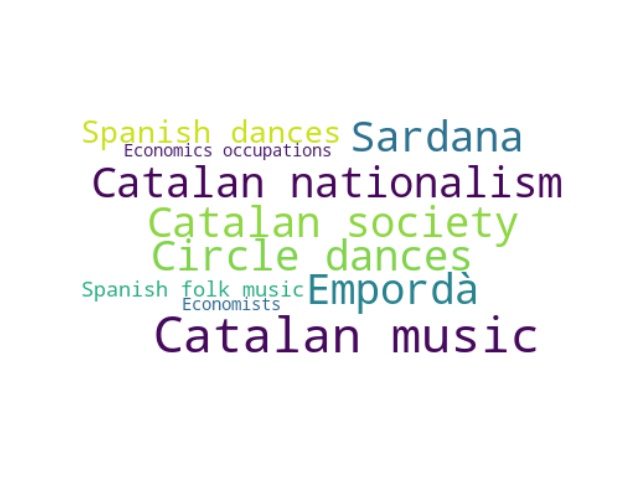 Spanish dances
Sardana
Economics occupations
Catalan nationalism
Catalan society
Circle dances
Spanish folk music
Empordà
Economists
Catalan music